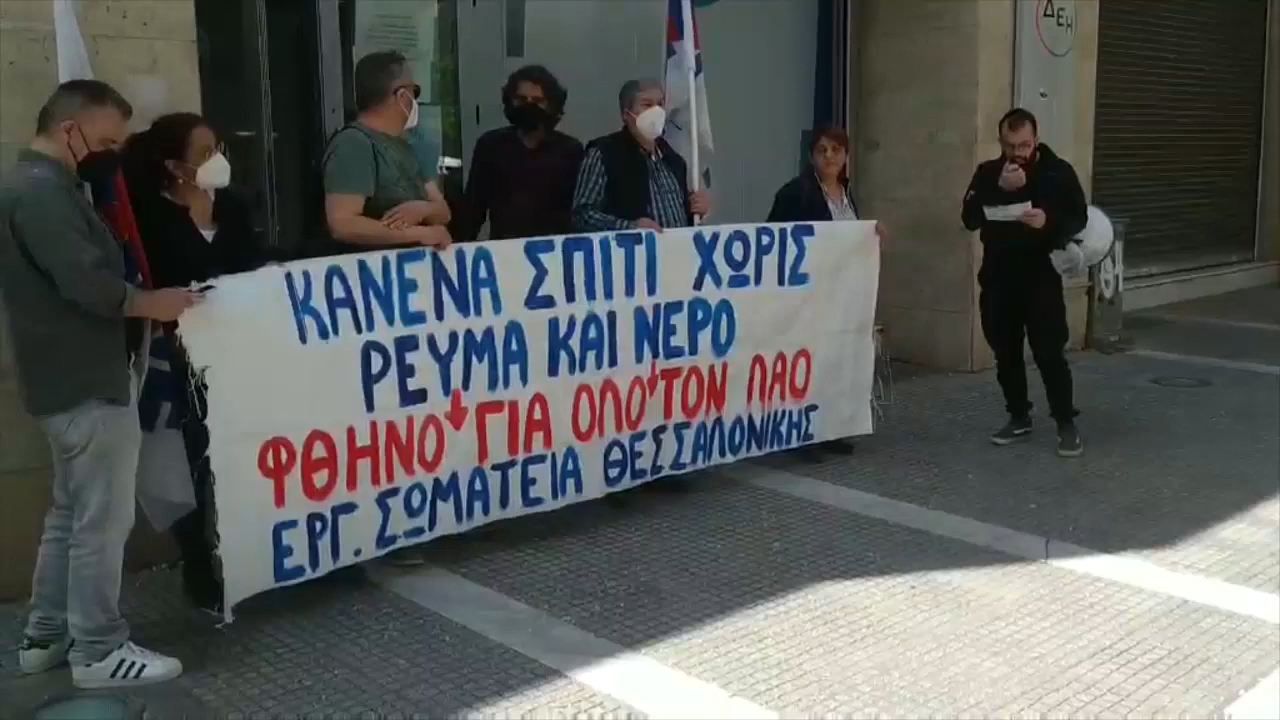 ΔΕΗ
ΚΑΝΕΝΑ ΣΠΙΤΙ ΧΩΡΙΣ
ΡΕΥΜΑ ΚΑΙ ΝΕΡΟ
ΦΘΗΝΟ ΓΙΑ ΟΛΟ ΤΟΝ ΛΑΟ
ΕΡΓ. ΣΩΜΑΤΕΙΑ ΘΕΣΣΑΛΟΝΙΚΗΣ